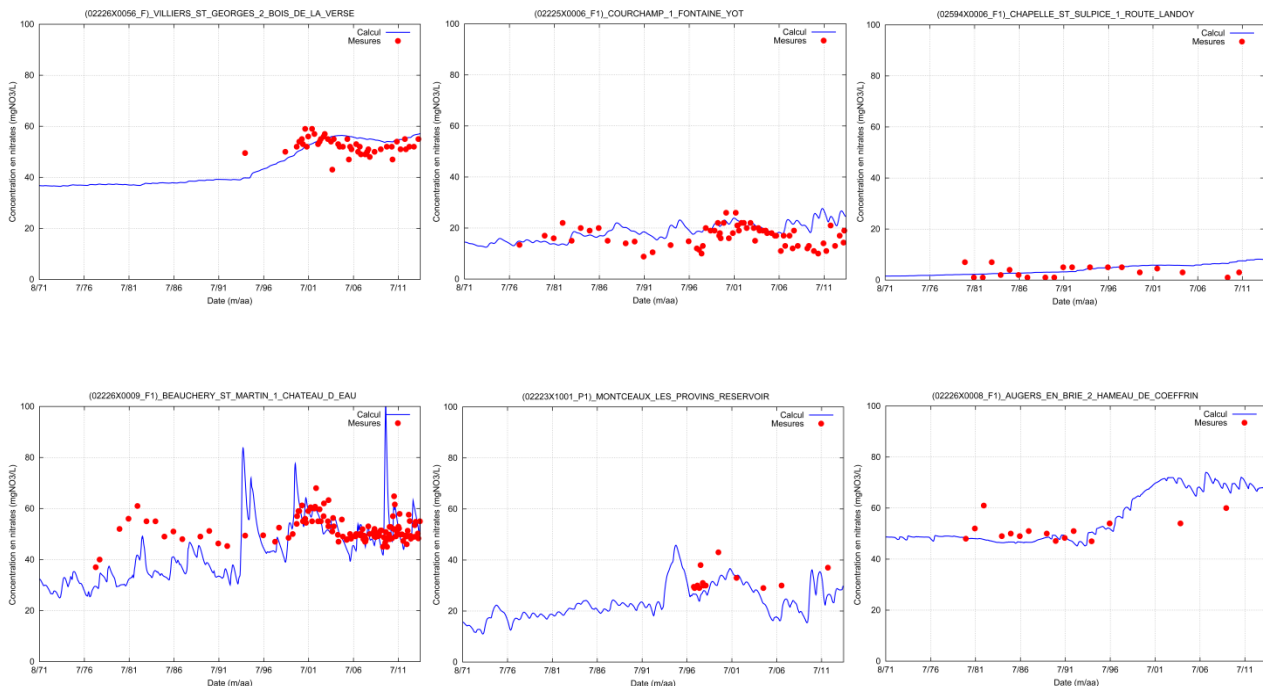 (02226X0056_F)_VILLIERS_ST_GEORGES_2_BOIS_DE_LA_VERSE
Calcul
Mesures
Concentration en nitrates (mgNO3/L)
100
80
60
40
20
0
8/71 7/76 7/81 7/86 7/91 7/96 7/01 7/06 7/11
Date (m/aa)
(02225X0006_F1)_COURCHAMP_1_FONTAINE_YOT
Calcul
Mesures
Concentration en nitrates (mgNO3/L)
100
80
60
40
20
0
8/71 7/76 7/81 7/86 7/91 7/96 7/01 7/06 7/11
Date (m/aa)
(02594X0006_F1)_CHAPELLE_ST_SULPICE_1_ROUTE_LANDOY
Calcul
Mesures
Concentration en nitrates (mgNO3/L)
100
80
60
40
20
0
8/71 7/76 7/81 7/86 7/91 7/96 7/01 7/06 7/11
Date (m/aa)
(02226X0009_F1)_BEAUCHERY_ST_MARTIN_1_CHATEAU_D_EAU
Calcul
Mesures
Concentration en nitrates (mgNO3/L)
100
80
60
40
20
0
8/71 7/76 7/81 7/86 7/91 7/96 7/01 7/06 7/11
Date (m/aa)
(02223X1001_P1)_MONTCEAUX_LES_PROVINS_RESERVOIR
Calcul
Mesures
Concentration en nitrates (mgNO3/L)
100
80
60
40
20
0
8/71 7/76 7/81 7/86 7/91 7/96 7/01 7/06 7/11
Date (m/aa)
(02226X0008_F1)_AUGERS_EN_BRIE_2_HAMEAU_DE_COEFFRIN
Calcul
Mesures
Concentration en nitrates (mgNO3/L)
100
80
60
40
20
0
8/71 7/76 7/81 7/86 7/91 7/96 7/01 7/06 7/11
Date (m/aa)